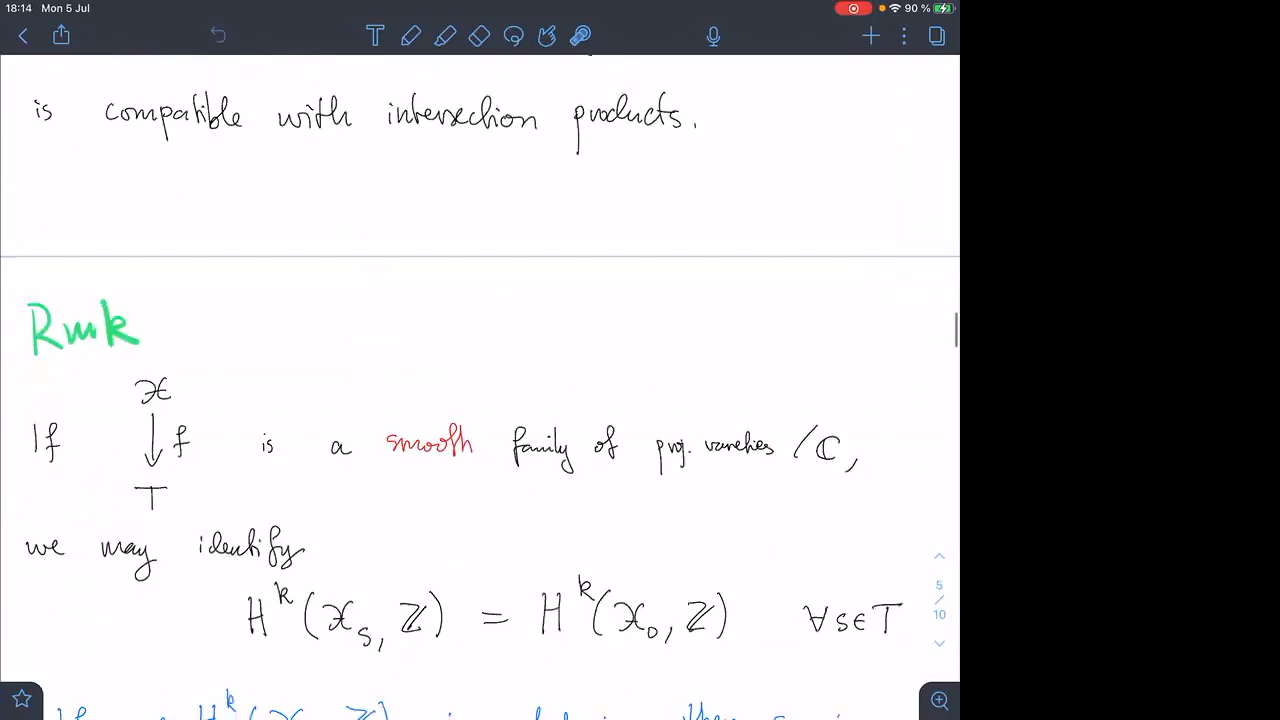 18:14 Mon 5 Jul
90 %
is compatible with intersection products.
Rmk
𝒳
If ↓ f is a smooth family of proj. varieties /ℂ,
T
we may identify
H^k(𝒳_s, ℤ) = H^k(𝒳_0, ℤ) ∀ s ∈ T
5
/
10
H^k(𝒳